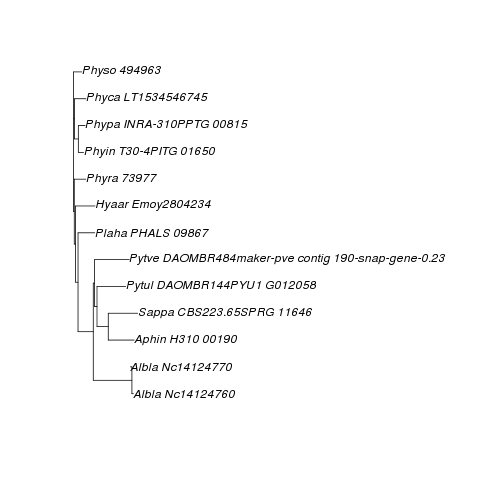 Physo 494963
Phyca LT1534546745
Phypa INRA-310PPTG 00815
Phyin T30-4PITG 01650
Phyra 73977
Hyaar Emoy2804234
Plaha PHALS 09867
Pytve DAOMBR484maker-pve contig 190-snap-gene-0.23
Pytul DAOMBR144PYU1 G012058
Sappa CBS223.65SPRG 11646
Aphin H310 00190
Albla Nc14124770
Albla Nc14124760